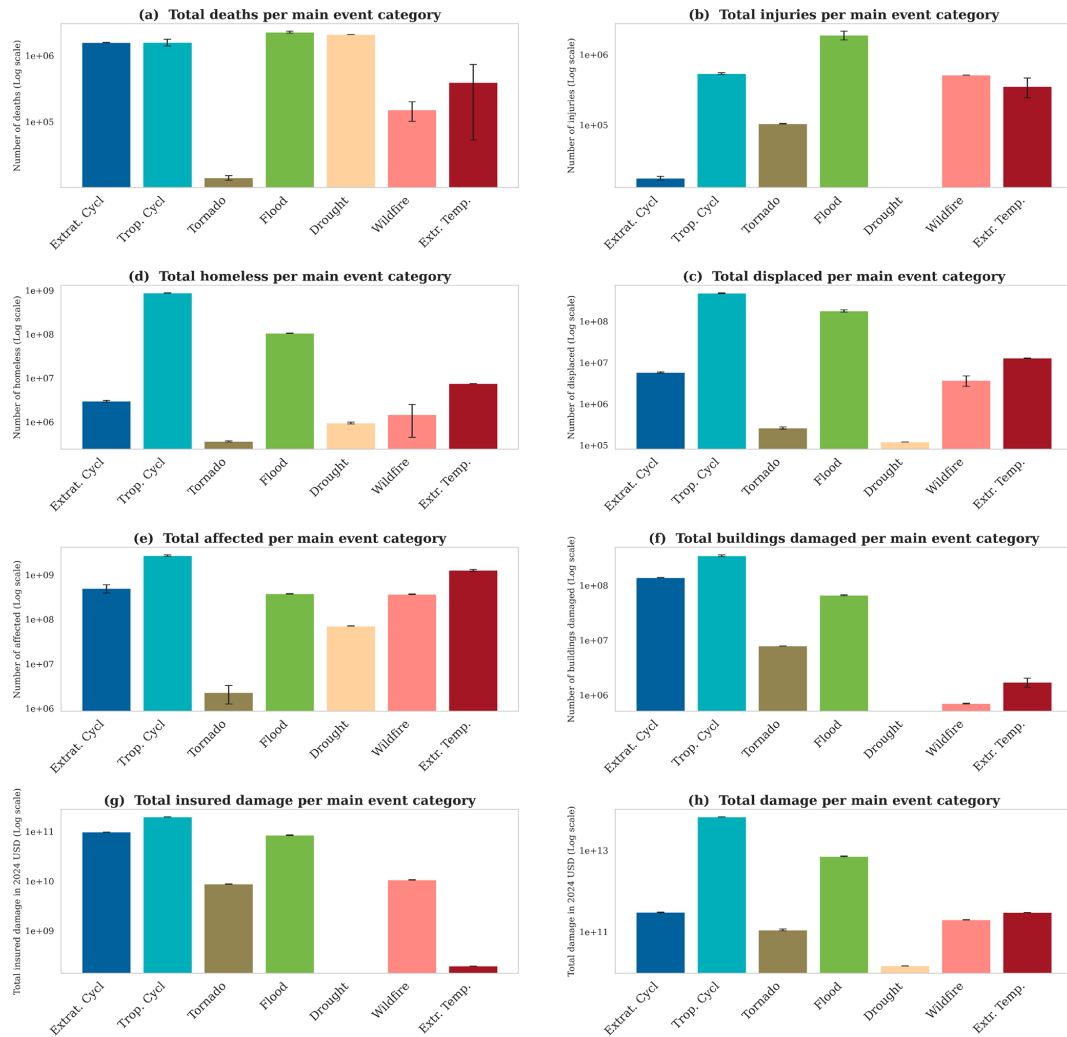 (a)  Total deaths per main event category
Number of deaths (Log scale)
1e+06
1e+05
Extrat. Cycl
Trop. Cycl
Tornado
Flood
Drought
Wildfire
Extr. Temp.
(b)  Total injuries per main event category
Number of injuries (Log scale)
1e+06
1e+05
Extrat. Cycl
Trop. Cycl
Tornado
Flood
Drought
Wildfire
Extr. Temp.
(d)  Total homeless per main event category
Number of homeless (Log scale)
1e+09
1e+08
1e+07
1e+06
Extrat. Cycl
Trop. Cycl
Tornado
Flood
Drought
Wildfire
Extr. Temp.
(c)  Total displaced per main event category
Number of displaced (Log scale)
1e+08
1e+07
1e+06
1e+05
Extrat. Cycl
Trop. Cycl
Tornado
Flood
Drought
Wildfire
Extr. Temp.
(e)  Total affected per main event category
Number of affected (Log scale)
1e+09
1e+08
1e+07
1e+06
Extrat. Cycl
Trop. Cycl
Tornado
Flood
Drought
Wildfire
Extr. Temp.
(f)  Total buildings damaged per main event category
Number of buildings damaged (Log scale)
1e+08
1e+07
1e+06
Extrat. Cycl
Trop. Cycl
Tornado
Flood
Drought
Wildfire
Extr. Temp.
(g)  Total insured damage per main event category
Total insured damage in 2024 USD (Log scale)
1e+11
1e+10
1e+09
Extrat. Cycl
Trop. Cycl
Tornado
Flood
Drought
Wildfire
Extr. Temp.
(h)  Total damage per main event category
Total damage in 2024 USD (Log scale)
1e+13
1e+11
Extrat. Cycl
Trop. Cycl
Tornado
Flood
Drought
Wildfire
Extr. Temp.